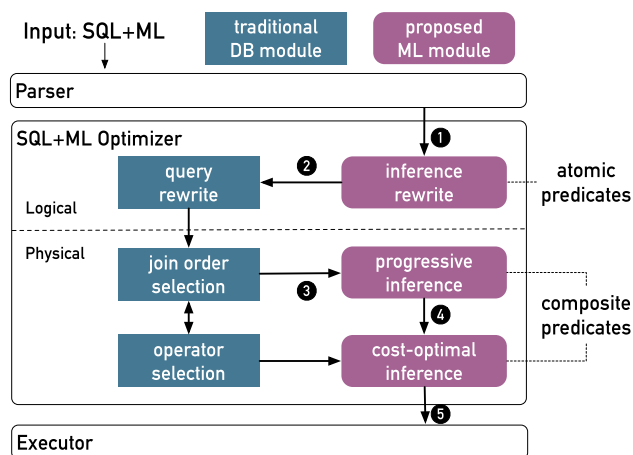 Input: SQL+ML
traditional
DB module
proposed
ML module
Parser
1
SQL+ML Optimizer
2
query
rewrite
inference
rewrite
atomic
predicates
Logical
Physical
join order
selection
3
progressive
inference
4
composite
predicates
operator
selection
cost-optimal
inference
5
Executor